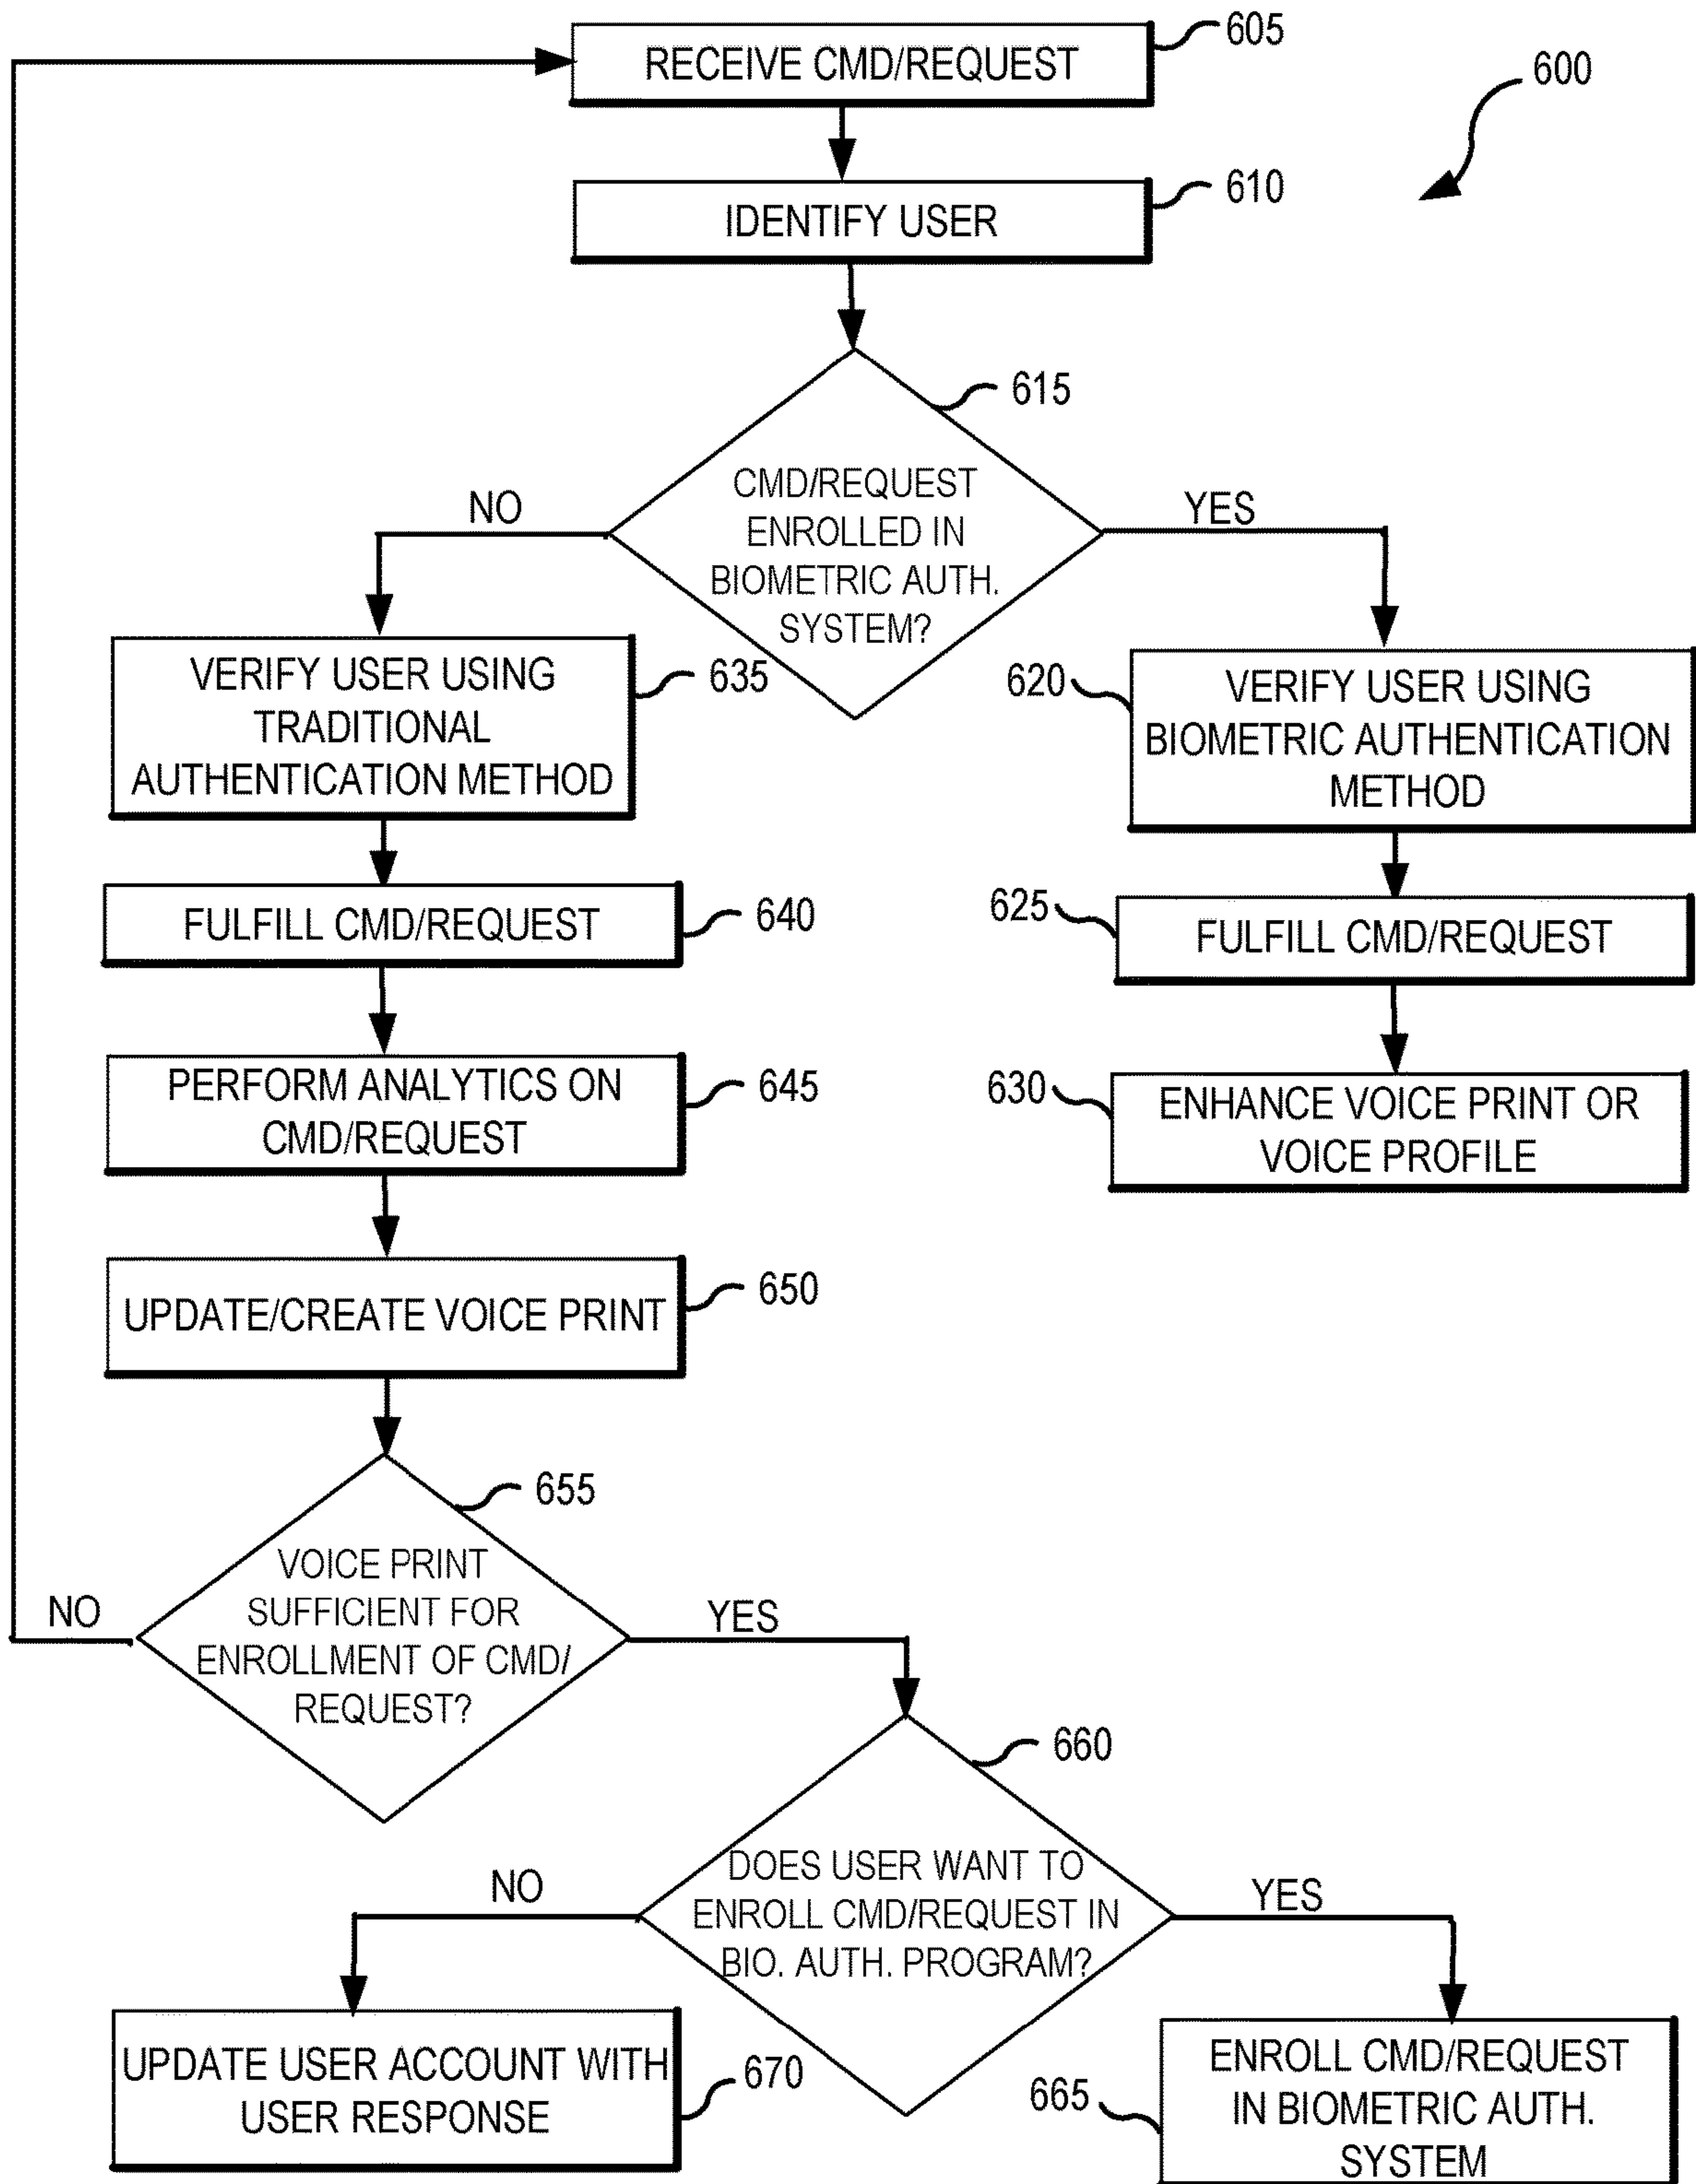 RECEIVE CMD/REQUEST
605
600
IDENTIFY USER
610
615
CMD/REQUEST
ENROLLED IN
BIOMETRIC AUTH.
SYSTEM?
NO
YES
VERIFY USER USING
TRADITIONAL
AUTHENTICATION METHOD
635
620
VERIFY USER USING
BIOMETRIC AUTHENTICATION
METHOD
FULFILL CMD/REQUEST
640
625
FULFILL CMD/REQUEST
PERFORM ANALYTICS ON
CMD/REQUEST
645
630
ENHANCE VOICE PRINT OR
VOICE PROFILE
UPDATE/CREATE VOICE PRINT
650
655
VOICE PRINT
SUFFICIENT FOR
ENROLLMENT OF CMD/
REQUEST?
NO
YES
660
DOES USER WANT TO
ENROLL CMD/REQUEST IN
BIO. AUTH. PROGRAM?
NO
YES
UPDATE USER ACCOUNT WITH
USER RESPONSE
670
665
ENROLL CMD/REQUEST
IN BIOMETRIC AUTH.
SYSTEM